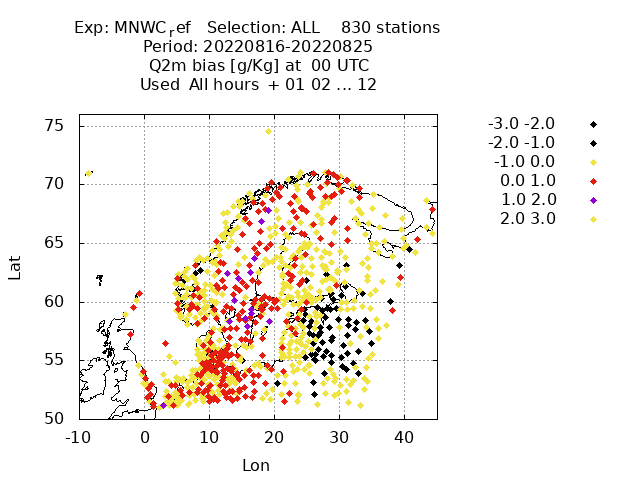 Exp: MNWCref   Selection: ALL    830 stations
Period: 20220816-20220825
Q2m bias [g/Kg] at  00 UTC
Used  All hours  + 01 02 ... 12
-3.0 -2.0
-2.0 -1.0
-1.0 0.0
0.0 1.0
1.0 2.0
2.0 3.0
75
70
65
60
55
50
Lat
-10 0 10 20 30 40
Lon